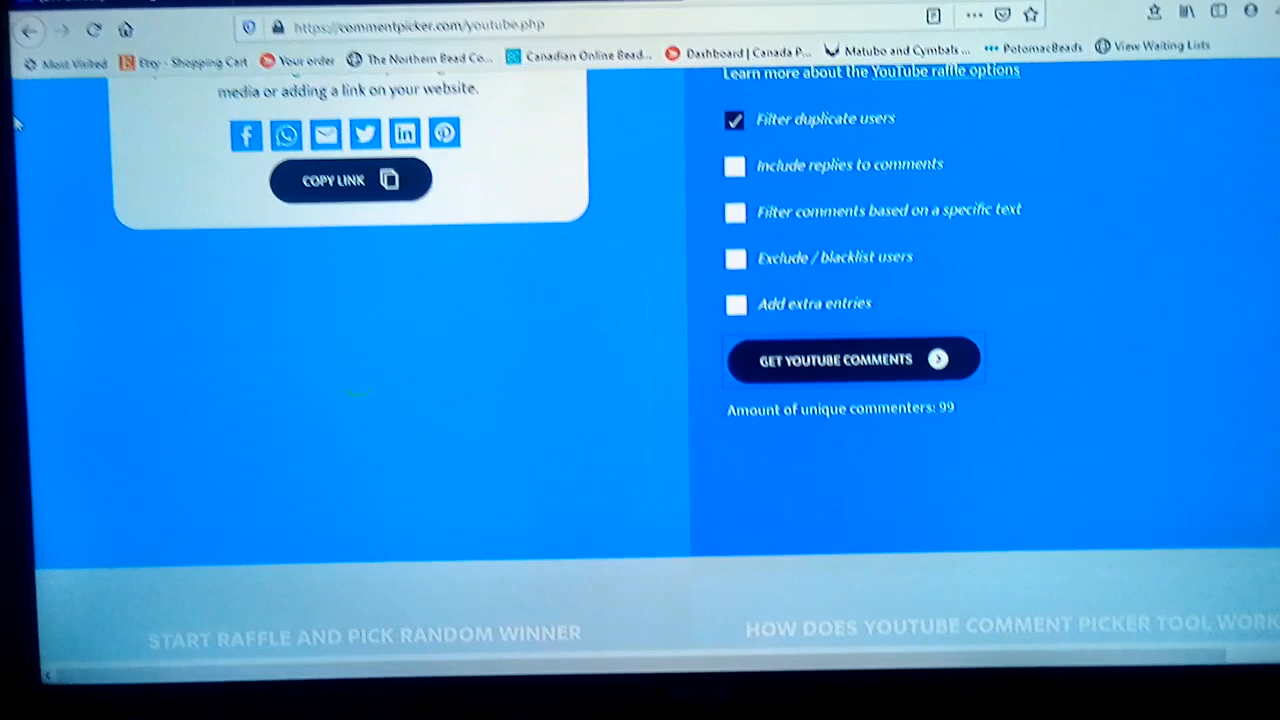 https://commentpicker.com/youtube.php
Most Visited Etsy - Shopping Cart Your order The Northern Bead Co... Canadian Online Bead... Dashboard | Canada P... Matubo and Cymbals ... PotomacBeads View Waiting Lists
media or adding a link on your website.
COPY LINK
Learn more about the YouTube raffle options
Filter duplicate users
Include replies to comments
Filter comments based on a specific text
Exclude / blacklist users
Add extra entries
GET YOUTUBE COMMENTS
Amount of unique commenters: 99
START RAFFLE AND PICK RANDOM WINNER
HOW DOES YOUTUBE COMMENT PICKER TOOL WORK